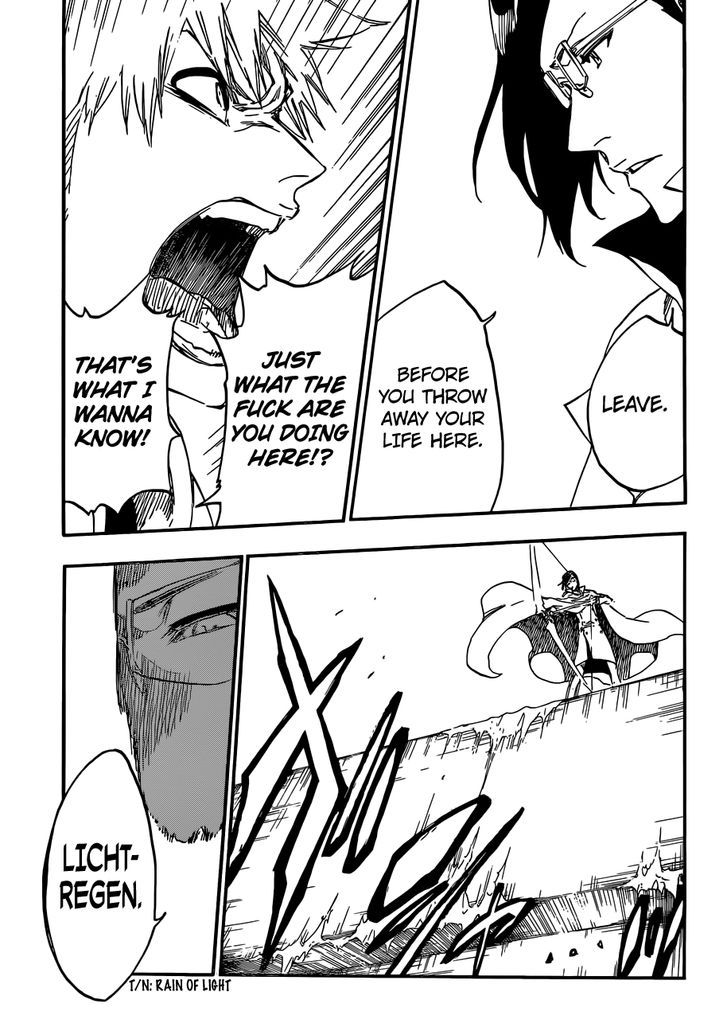 LEAVE.
BEFORE
YOU THROW
AWAY YOUR
LIFE HERE.
JUST
WHAT THE
FUCK ARE
YOU DOING
HERE!?
THAT'S
WHAT I
WANNA
KNOW!
LICHT-
REGEN.
T/N: RAIN OF LIGHT